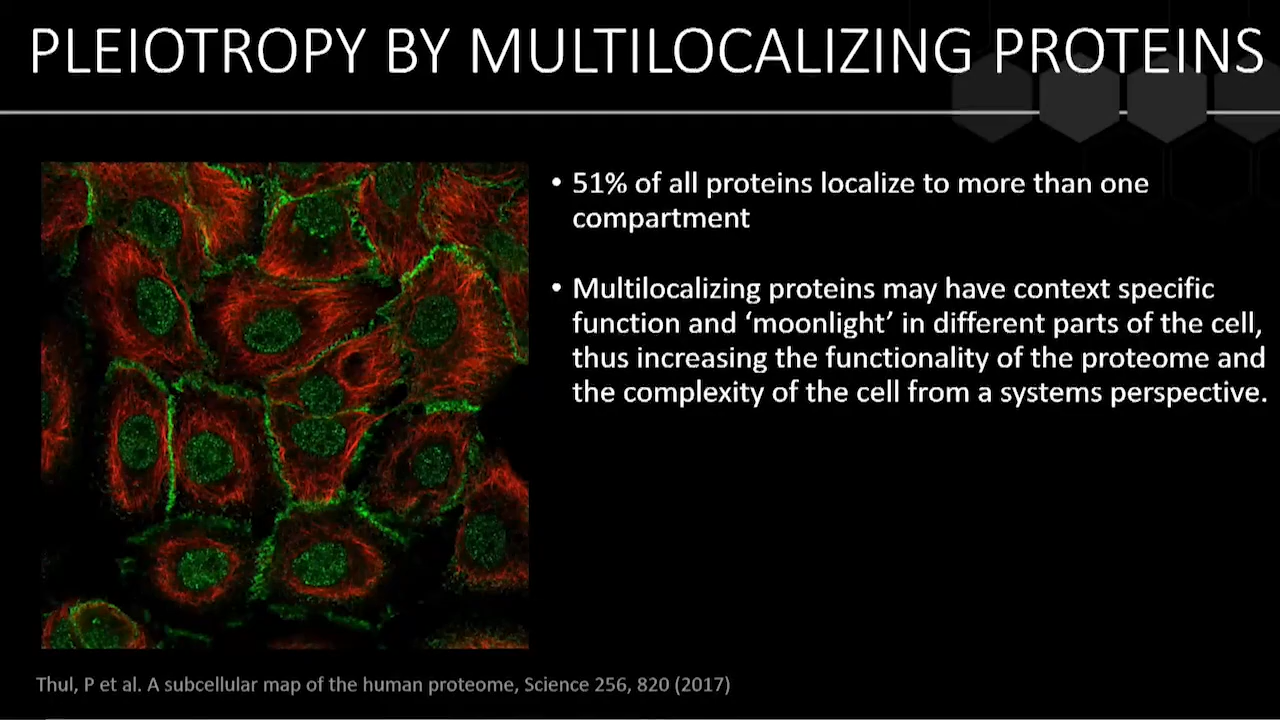 PLEIOTROPY BY MULTILOCALIZING PROTEINS
• 51% of all proteins localize to more than one
compartment
• Multilocalizing proteins may have context specific
function and ‘moonlight’ in different parts of the cell,
thus increasing the functionality of the proteome and
the complexity of the cell from a systems perspective.
Thul, P et al. A subcellular map of the human proteome, Science 256, 820 (2017)